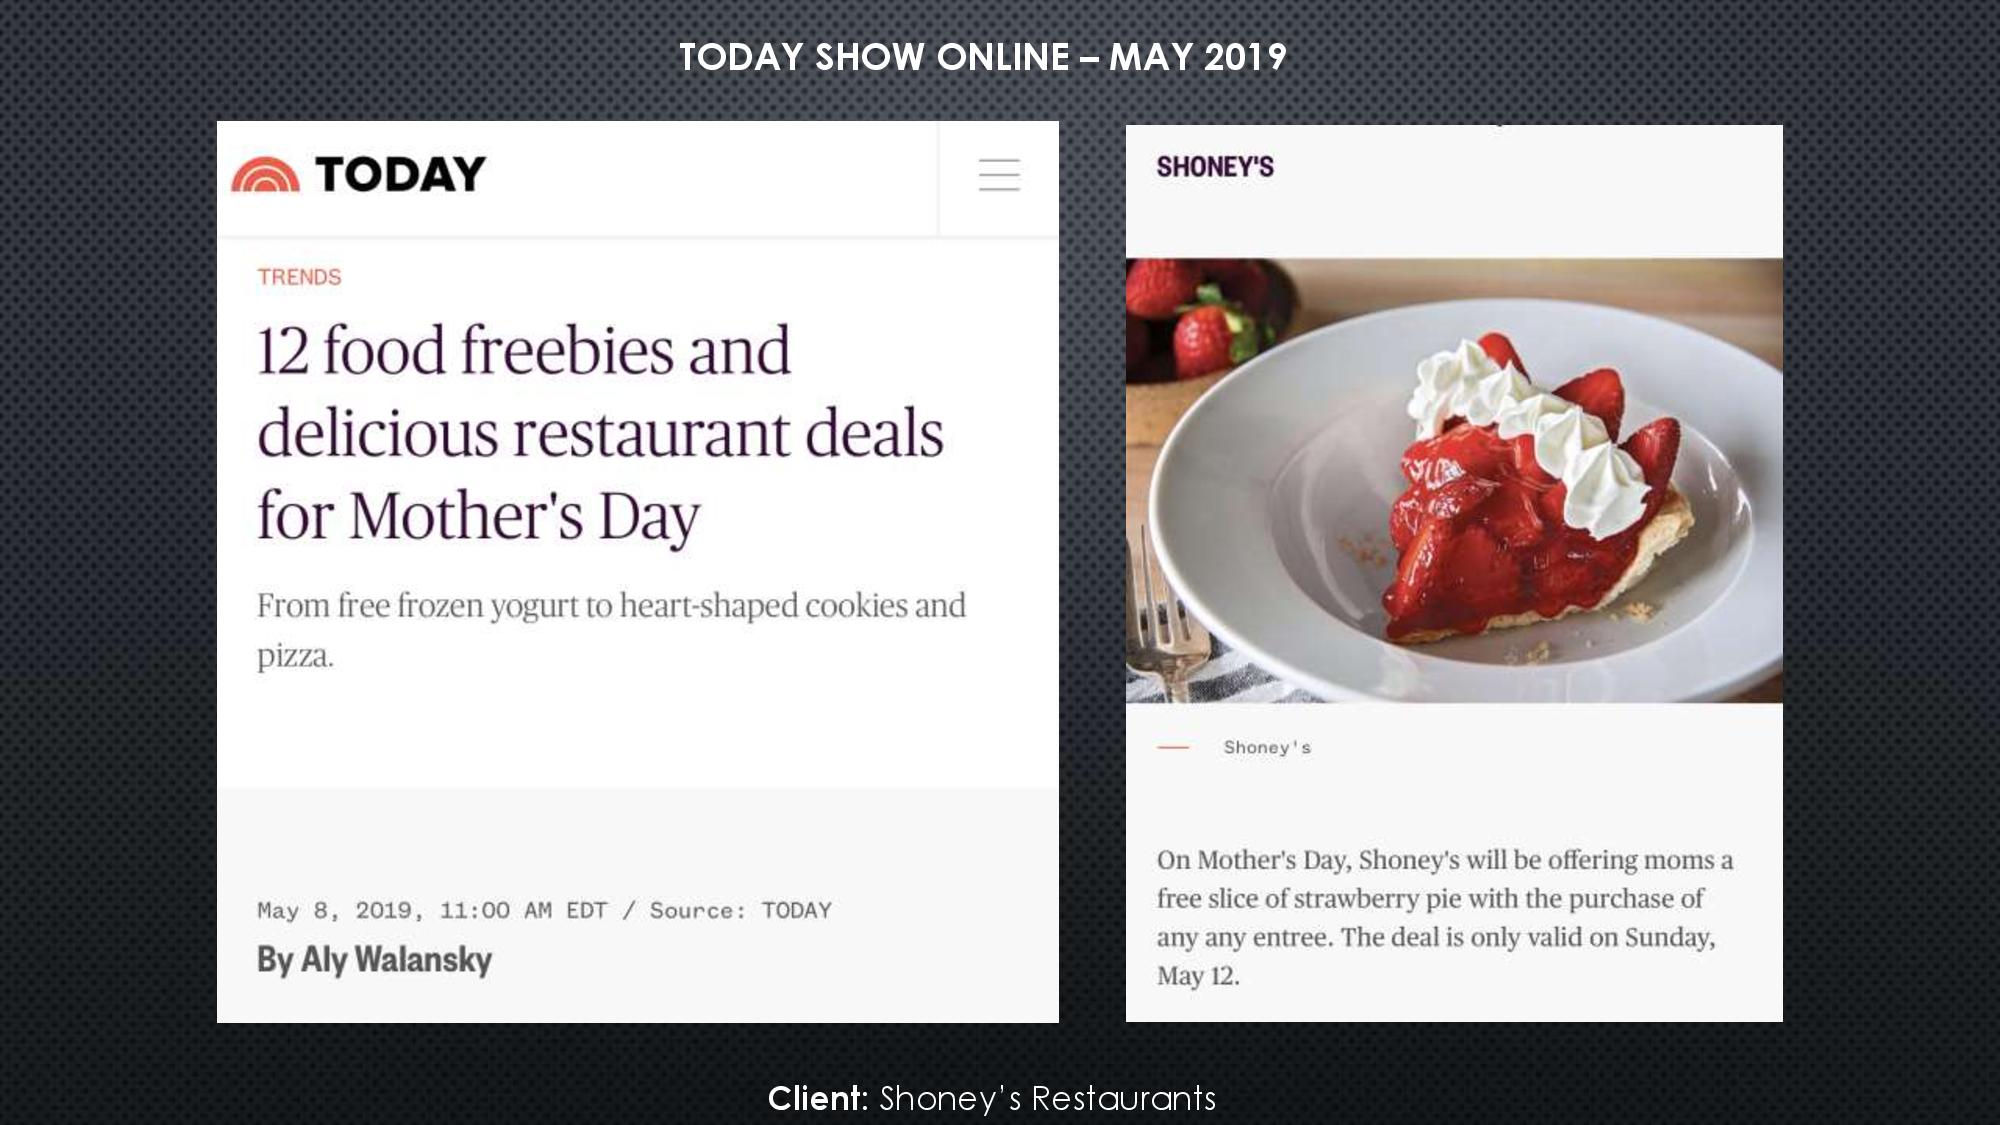 TODAY SHOW ONLINE – MAY 2019
TODAY
TRENDS
12 food freebies and
delicious restaurant deals
for Mother's Day
From free frozen yogurt to heart-shaped cookies and
pizza.
May 8, 2019, 11:00 AM EDT / Source: TODAY
By Aly Walansky
SHONEY'S
Shoney's
On Mother's Day, Shoney's will be offering moms a
free slice of strawberry pie with the purchase of
any any entree. The deal is only valid on Sunday,
May 12.
Client: Shoney’s Restaurants